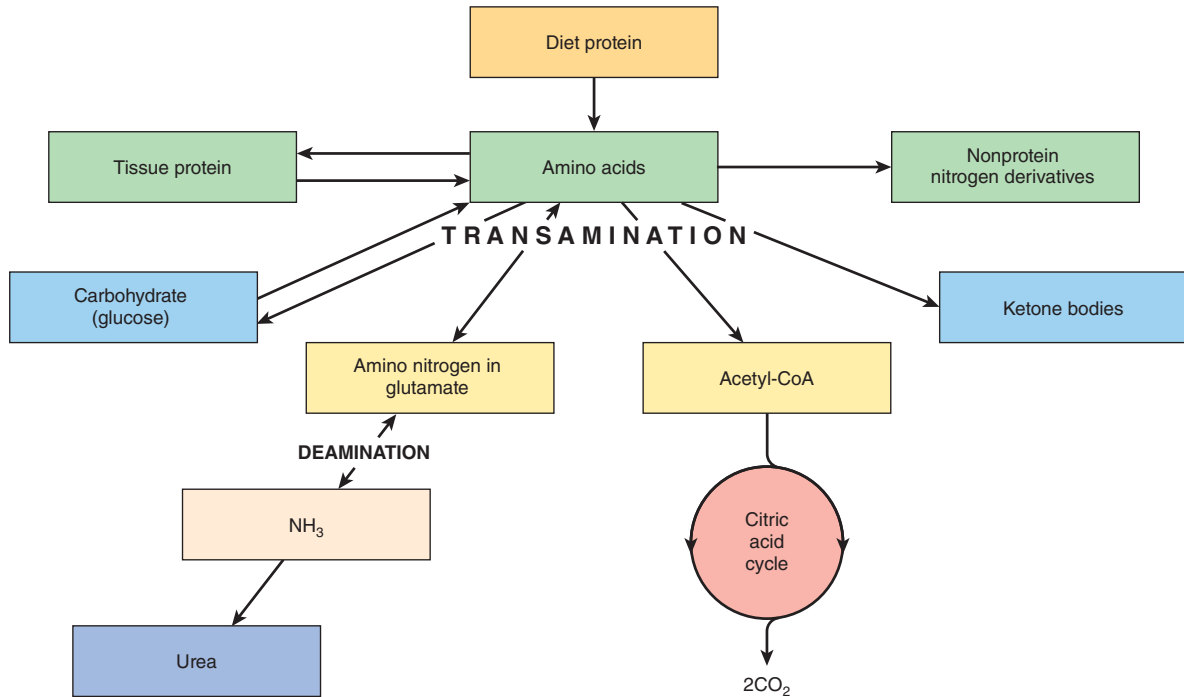 Diet protein
Tissue protein
Amino acids
Nonprotein
nitrogen derivatives
TRANSAMINATION
Carbohydrate
(glucose)
Ketone bodies
Amino nitrogen in
glutamate
Acetyl-CoA
DEAMINATION
NH₃
Citric
acid
cycle
Urea
2CO₂